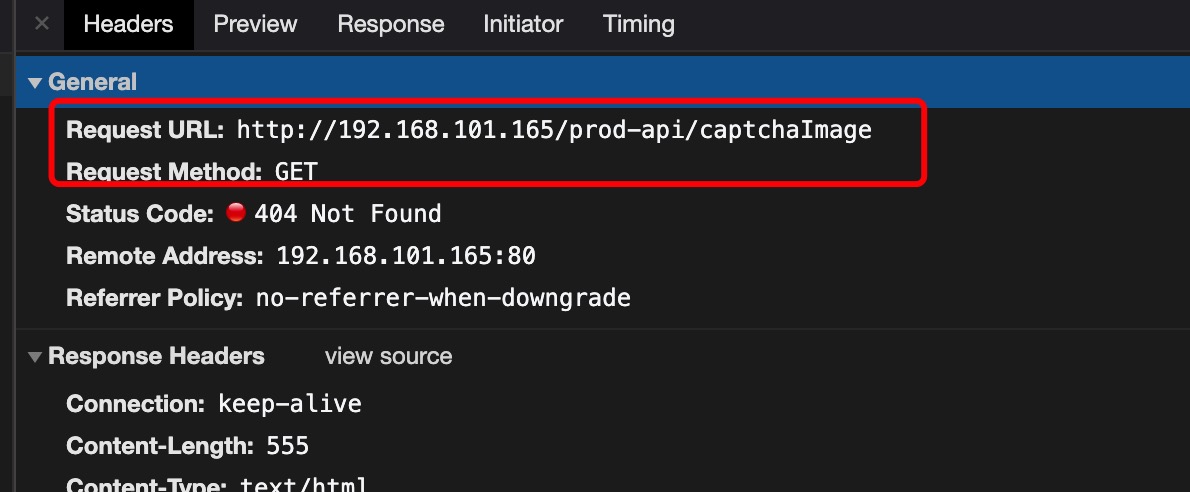 × Headers Preview Response Initiator Timing
▼ General
Request URL: http://192.168.101.165/prod-api/captchaImage
Request Method: GET
Status Code: 404 Not Found
Remote Address: 192.168.101.165:80
Referrer Policy: no-referrer-when-downgrade
▼ Response Headers view source
Connection: keep-alive
Content-Length: 555
Content-Type: text/html